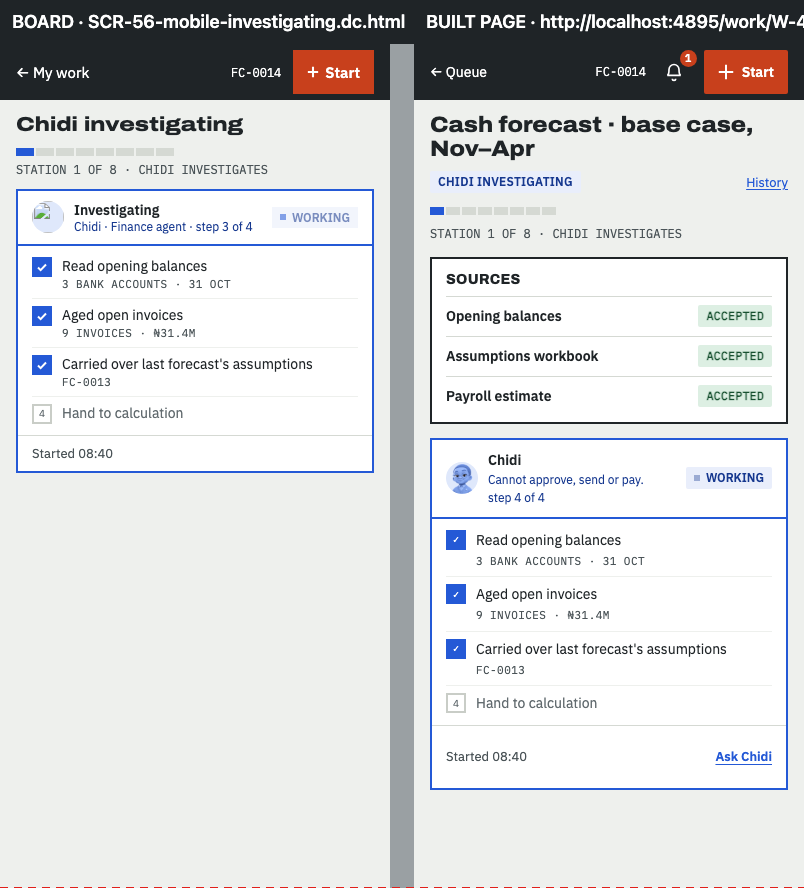 BOARD · SCR-56-mobile-investigating.dc.html
← My work
FC-0014
+ Start
Chidi investigating
STATION 1 OF 8 · CHIDI INVESTIGATES
Investigating
Chidi · Finance agent · step 3 of 4
WORKING
Read opening balances
3 BANK ACCOUNTS · 31 OCT
Aged open invoices
9 INVOICES · ₦31.4M
Carried over last forecast's assumptions
FC-0013
4 Hand to calculation
Started 08:40
BUILT PAGE · http://localhost:4895/work/W-4
← Queue
FC-0014
1
+ Start
Cash forecast · base case,
Nov–Apr
CHIDI INVESTIGATING
History
STATION 1 OF 8 · CHIDI INVESTIGATES
SOURCES
Opening balances ACCEPTED
Assumptions workbook ACCEPTED
Payroll estimate ACCEPTED
Chidi
Cannot approve, send or pay.
step 4 of 4
WORKING
Read opening balances
3 BANK ACCOUNTS · 31 OCT
Aged open invoices
9 INVOICES · ₦31.4M
Carried over last forecast's assumptions
FC-0013
4 Hand to calculation
Started 08:40
Ask Chidi